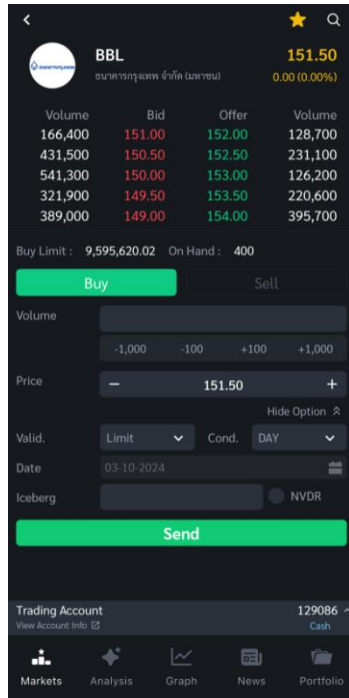 BBL
151.50
ธนาคารกรุงเทพ จำกัด (มหาชน)
0.00 (0.00%)
Volume Bid Offer Volume
166,400 151.00 152.00 128,700
431,500 150.50 152.50 231,100
541,300 150.00 153.00 126,200
321,900 149.50 153.50 220,600
389,000 149.00 154.00 395,700
Buy Limit : 9,595,620.02 On Hand : 400
Buy Sell
Volume
-1,000 -100 +100 +1,000
Price − 151.50 +
Hide Option
Valid. Limit Cond. DAY
Date 03-10-2024
Iceberg NVDR
Send
Trading Account 129086
View Account Info Cash
Markets Analysis Graph News Portfolio